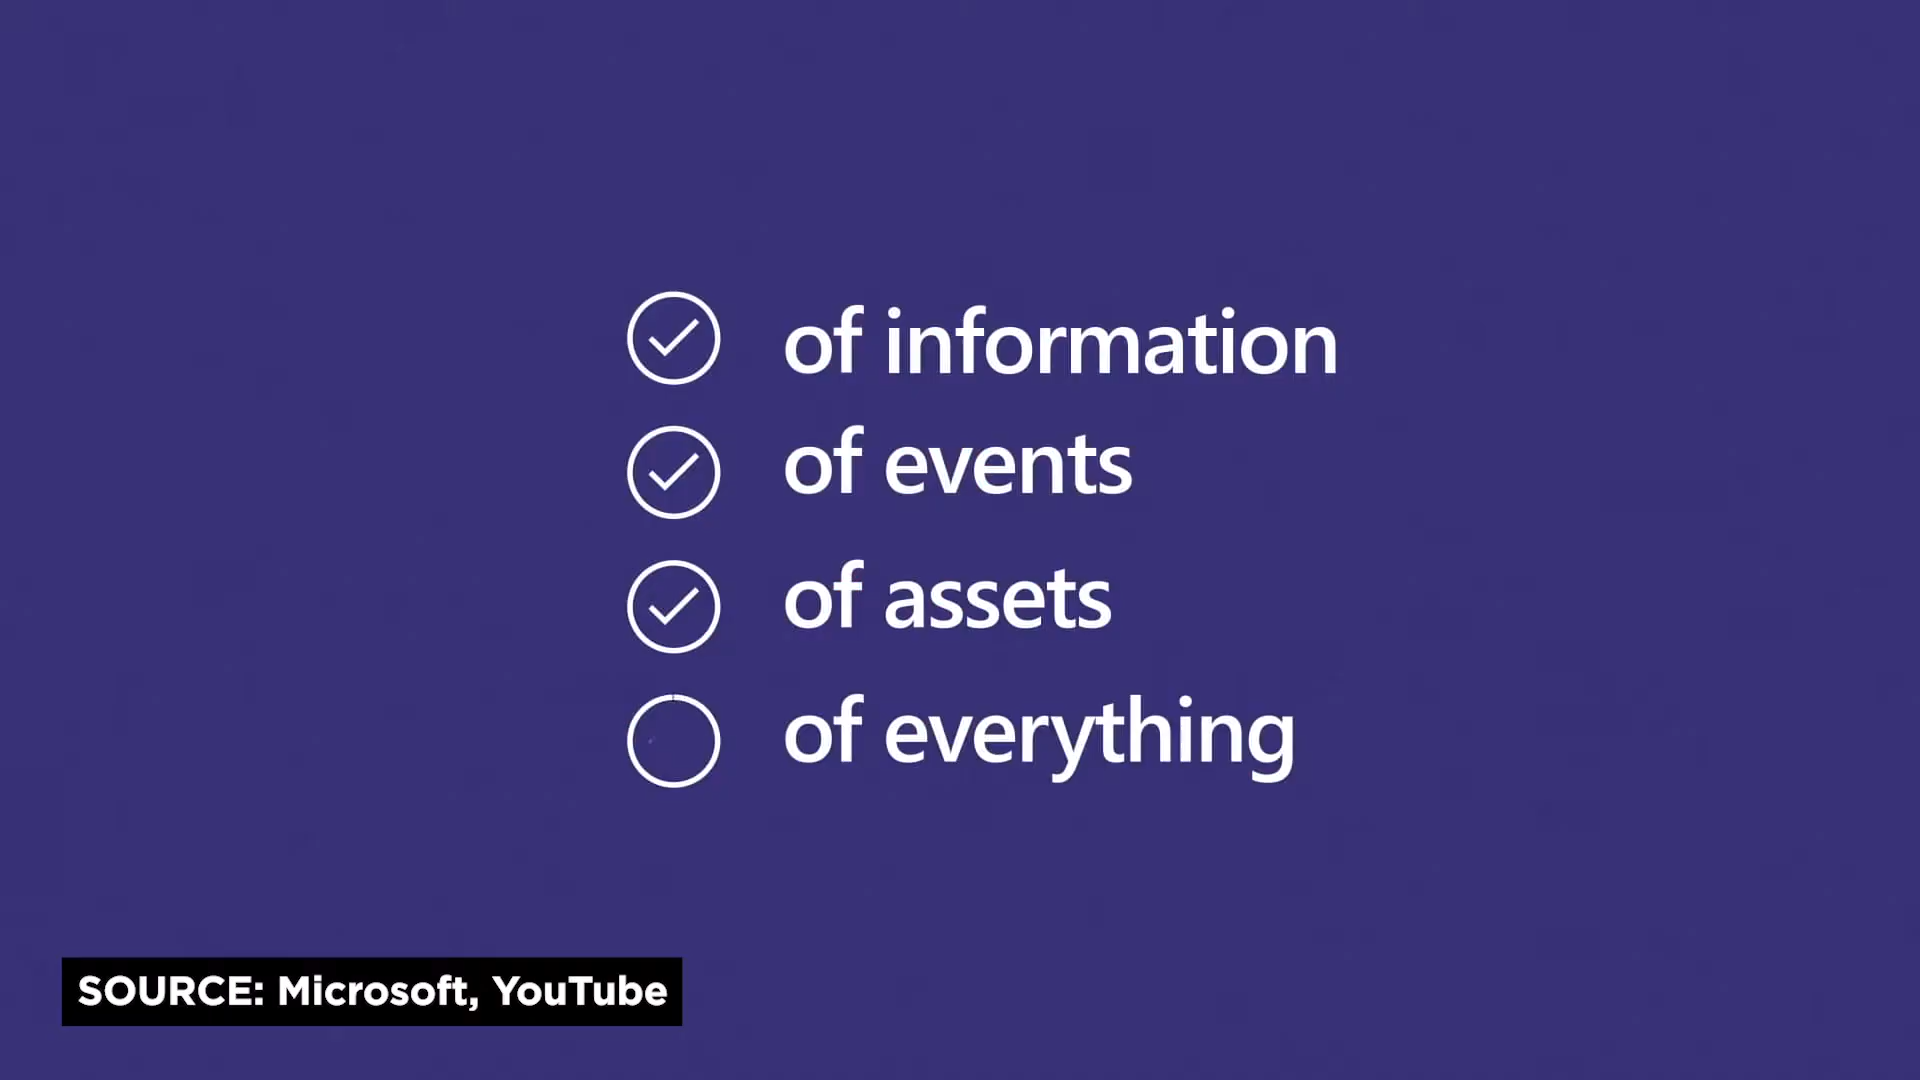 of information
of events
of assets
of everything
SOURCE: Microsoft, YouTube